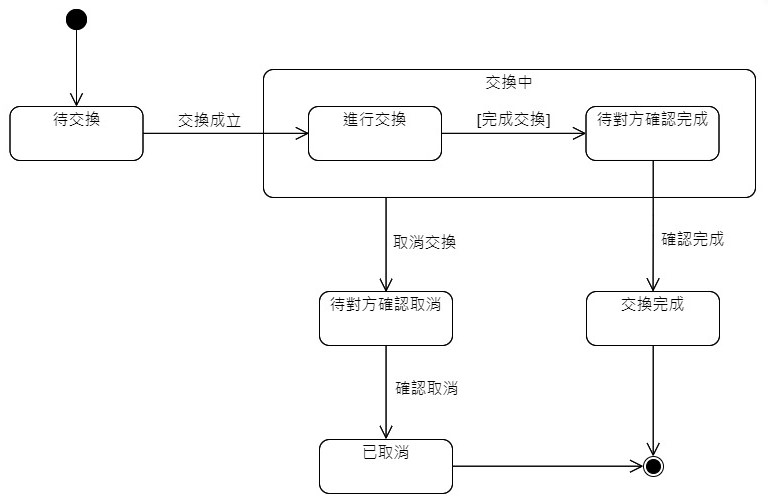 交換中
待交換
交換成立
進行交換
[完成交換]
待對方確認完成
取消交換
確認完成
待對方確認取消
交換完成
確認取消
已取消